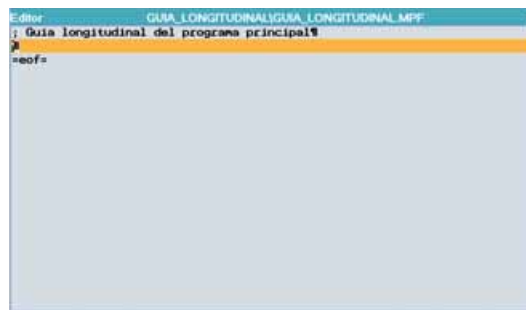 Editor GUIA_LONGITUDINAL\GUIA_LONGITUDINAL.MPF
; Guia longitudinal del programa principal¶
¶
=eof=